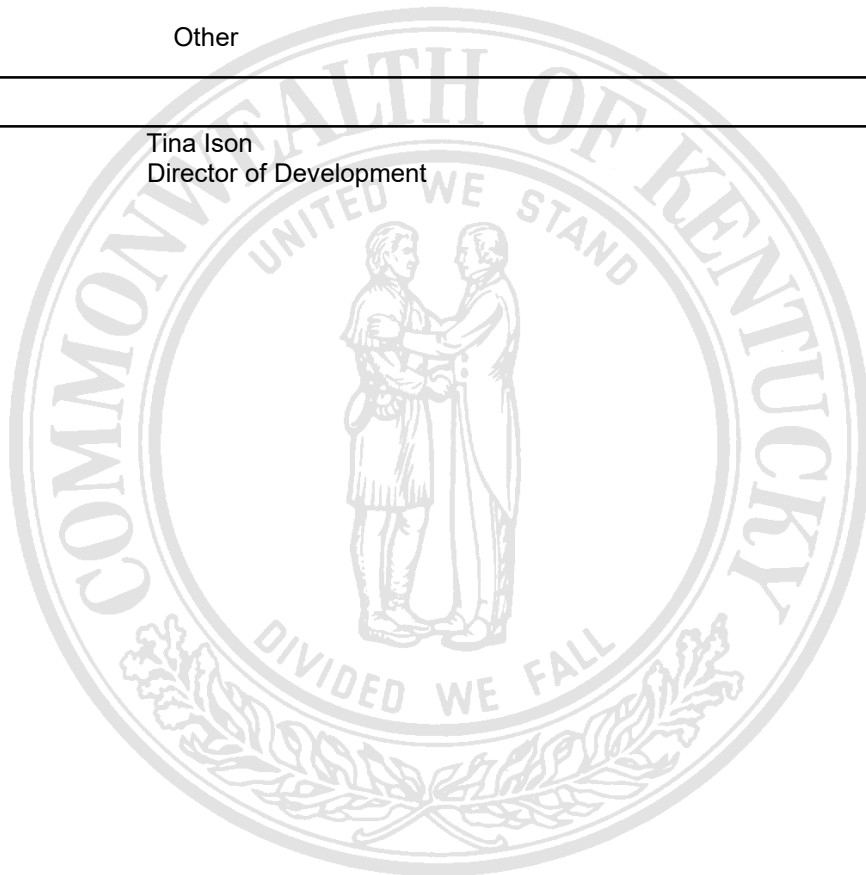 Other
Tina Ison
Director of Development
COMMONWEALTH OF KENTUCKY
UNITED WE STAND
DIVIDED WE FALL